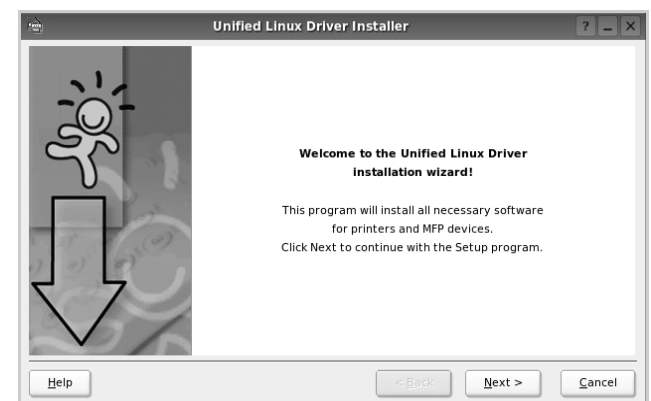 Unified Linux Driver Installer
?
Welcome to the Unified Linux Driver
installation wizard!
This program will install all necessary software
for printers and MFP devices.
Click Next to continue with the Setup program.
Help
< Back
Next >
Cancel